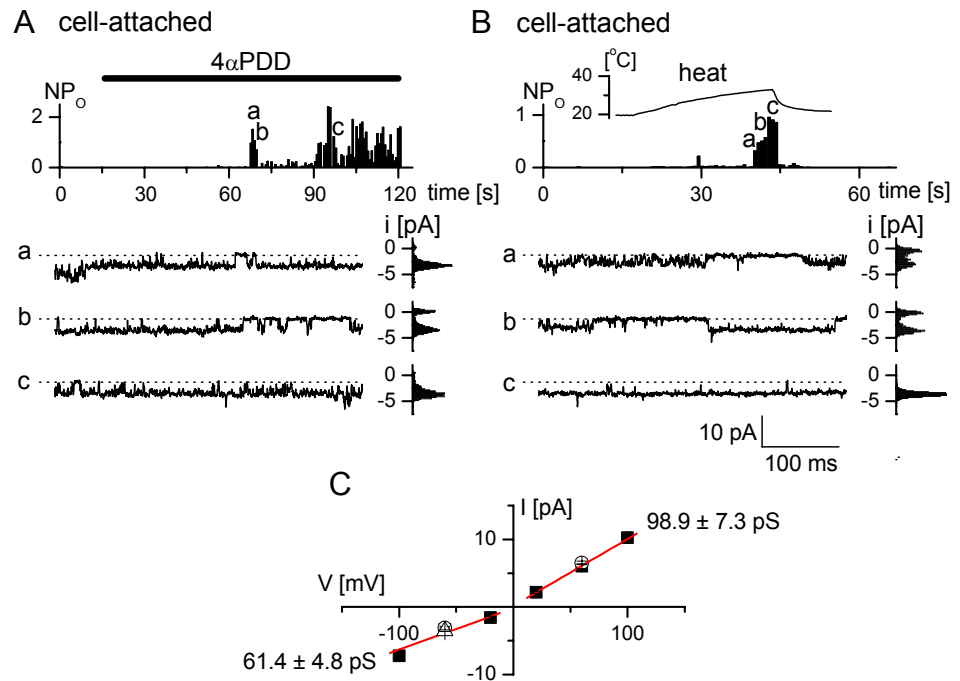 A cell-attached
4αPDD
NP₀
2
0
a
b
c
0 30 60 90 120 time [s]
i [pA]
a
0
-5
b
0
-5
c
0
-5
B cell-attached
[°C]
heat
NP₀
40
20
1
0
a
b
c
0 30 60
time [s]
i [pA]
a
0
-5
b
0
-5
c
0
-5
10 pA
100 ms
C
I [pA]
10
98.9 ± 7.3 pS
V [mV]
-100 100
61.4 ± 4.8 pS
-10